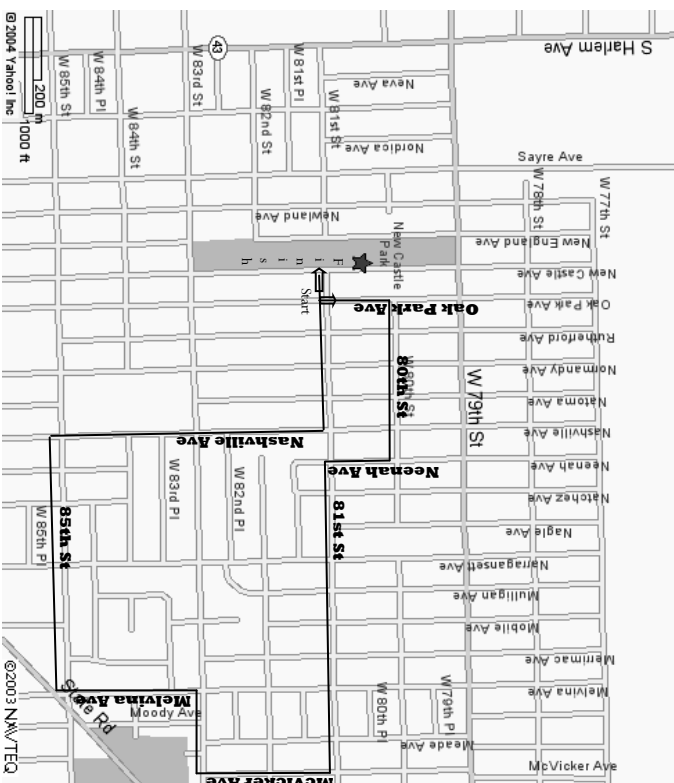 S Harlem Ave
43
W 85th St
W 84th Pl
W 84th St
W 83rd St
W 82nd St
W 81st Pl
W 81st St
Neva Ave
Nordica Ave
Sayre Ave
W 78th St
W 77th St
Newland Ave
New Castle Park
New England Ave
New Castle Ave
Finish
Start
Oak Park Ave
Oak Park Ave
Rutherford Ave
Normandy Ave
Natoma Ave
Nashville Ave
Neenah Ave
Natchez Ave
Nagle Ave
Narragansett Ave
Mulligan Ave
Mobile Ave
Merrimac Ave
Melvina Ave
Meade Ave
McVicker Ave
80th St
W 80th St
W 79th St
Nashville Ave
Neenah Ave
W 83rd Pl
W 82nd Pl
81st St
85th St
W 85th Pl
State Rd
Melvina Ave
Moody Ave
W 80th Pl
W 79th Pl
McVicker Ave
200 m
1000 ft
© 2004 Yahoo! Inc
©2003 NAVTEQ